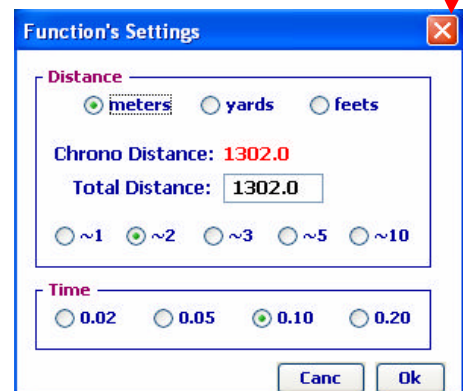 Function's Settings
Distance
meters yards feets
Chrono Distance: 1302.0
Total Distance: 1302.0
~1 ~2 ~3 ~5 ~10
Time
0.02 0.05 0.10 0.20
Canc Ok